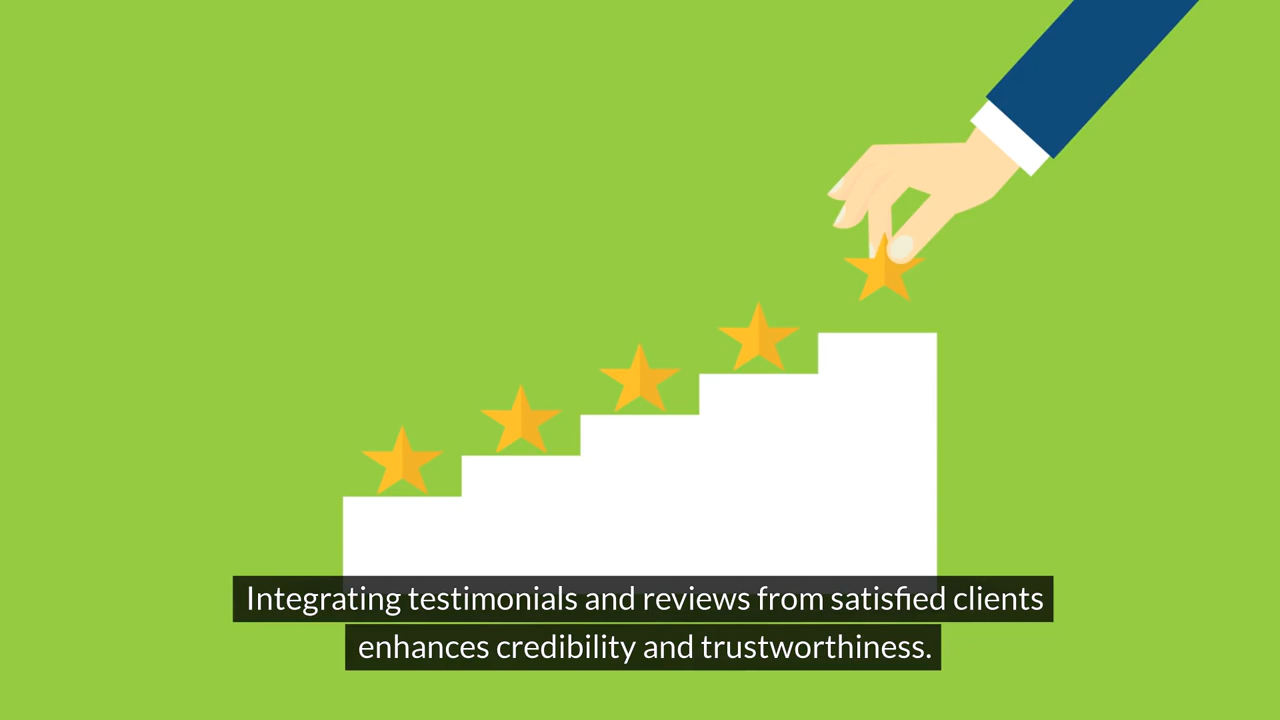 Integrating testimonials and reviews from satisfied clients
enhances credibility and trustworthiness.